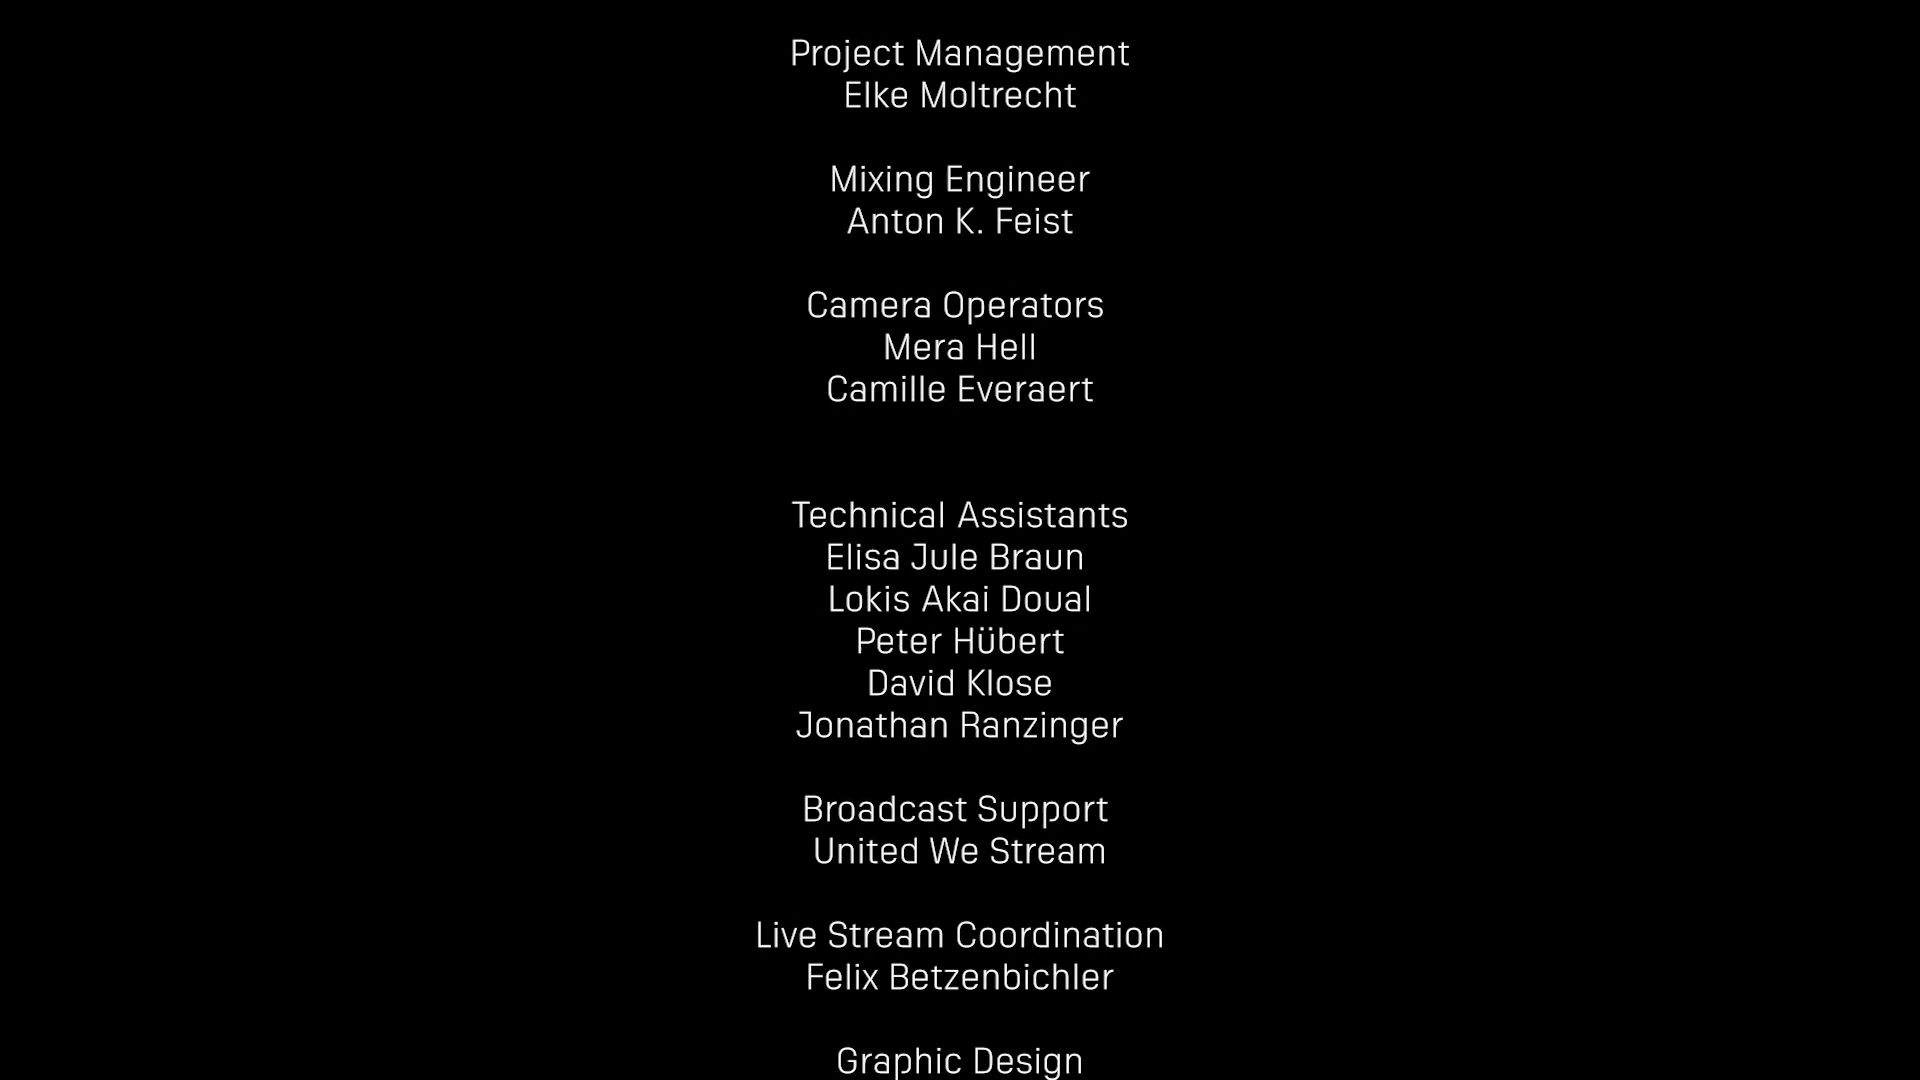 Project Management
Elke Moltrecht
Mixing Engineer
Anton K. Feist
Camera Operators
Mera Hell
Camille Everaert
Technical Assistants
Elisa Jule Braun
Lokis Akai Doual
Peter Hübert
David Klose
Jonathan Ranzinger
Broadcast Support
United We Stream
Live Stream Coordination
Felix Betzenbichler
Graphic Design